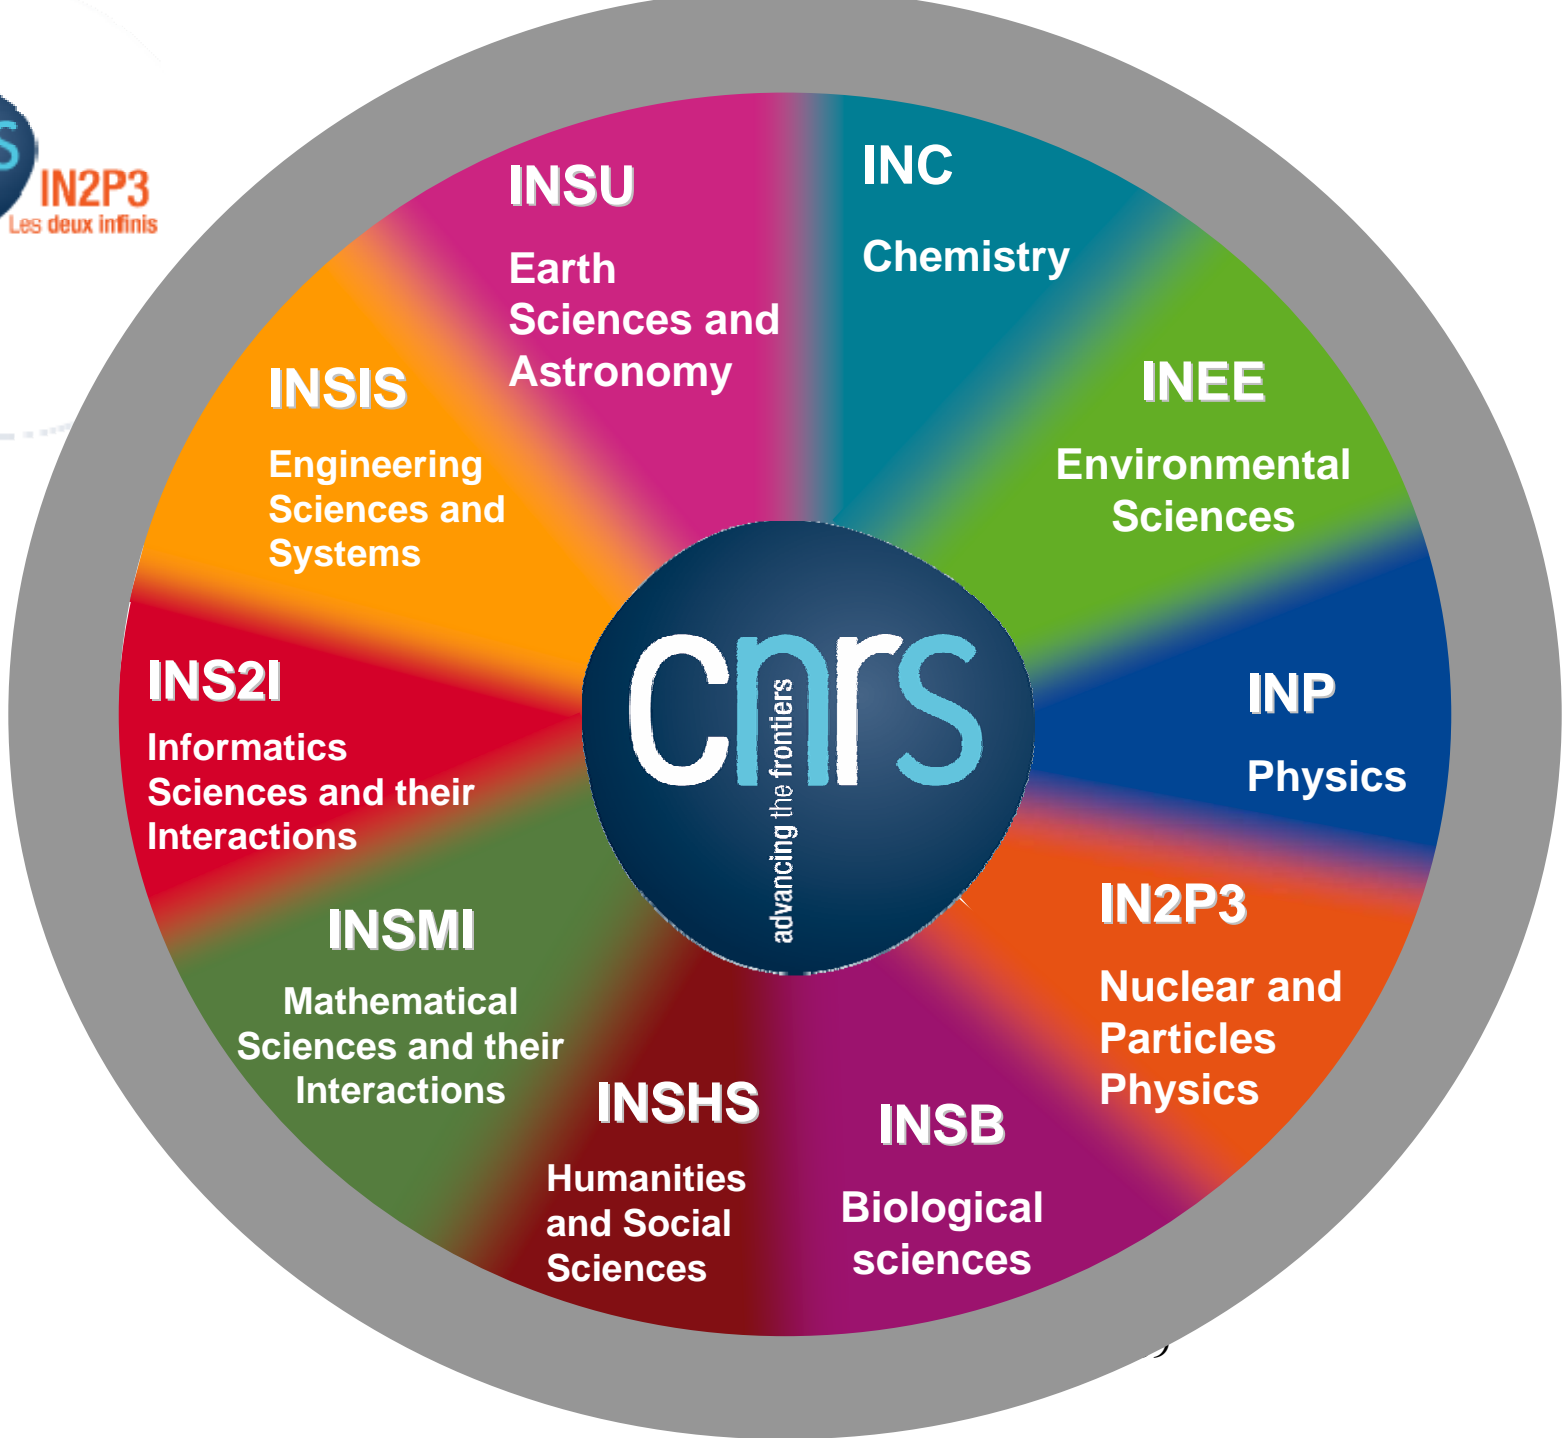 S
IN2P3
Les deux infinis
INSU
Earth
Sciences and
Astronomy
INC
Chemistry
INEE
Environmental
Sciences
INP
Physics
IN2P3
Nuclear and
Particles
Physics
INSB
Biological
sciences
INSHS
Humanities
and Social
Sciences
INSMI
Mathematical
Sciences and their
Interactions
INS2I
Informatics
Sciences and their
Interactions
INSIS
Engineering
Sciences and
Systems
cnrs
advancing the frontiers